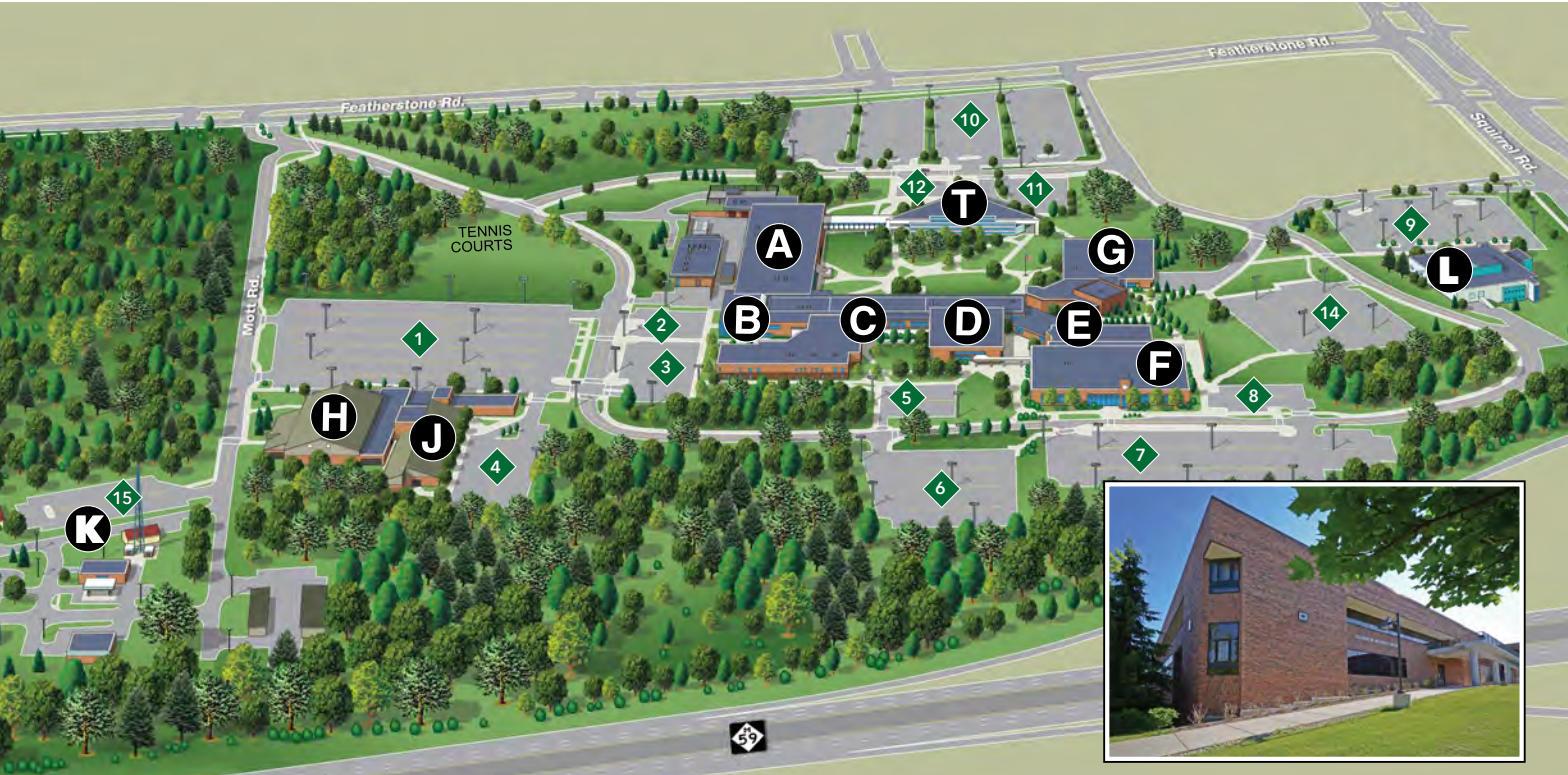 Featherstone Rd.
Featherstone Rd.
Squirrel Rd.
10
12
T
11
9
TENNIS
COURTS
A
G
L
Mott Rd.
1
2
B
C
D
E
14
3
F
5
8
H
J
4
7
6
15
K
M
59